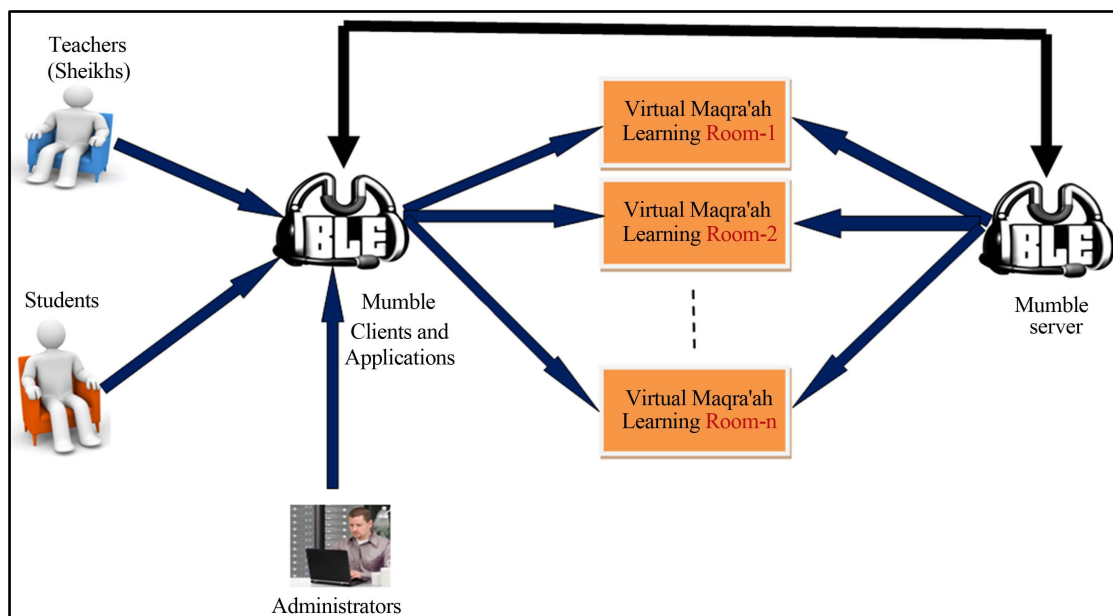 Teachers
(Sheikhs)
Students
BLE
Mumble
Clients and
Applications
Administrators
Virtual Maqra'ah
Learning Room-1
Virtual Maqra'ah
Learning Room-2
Virtual Maqra'ah
Learning Room-n
BLE
Mumble
server